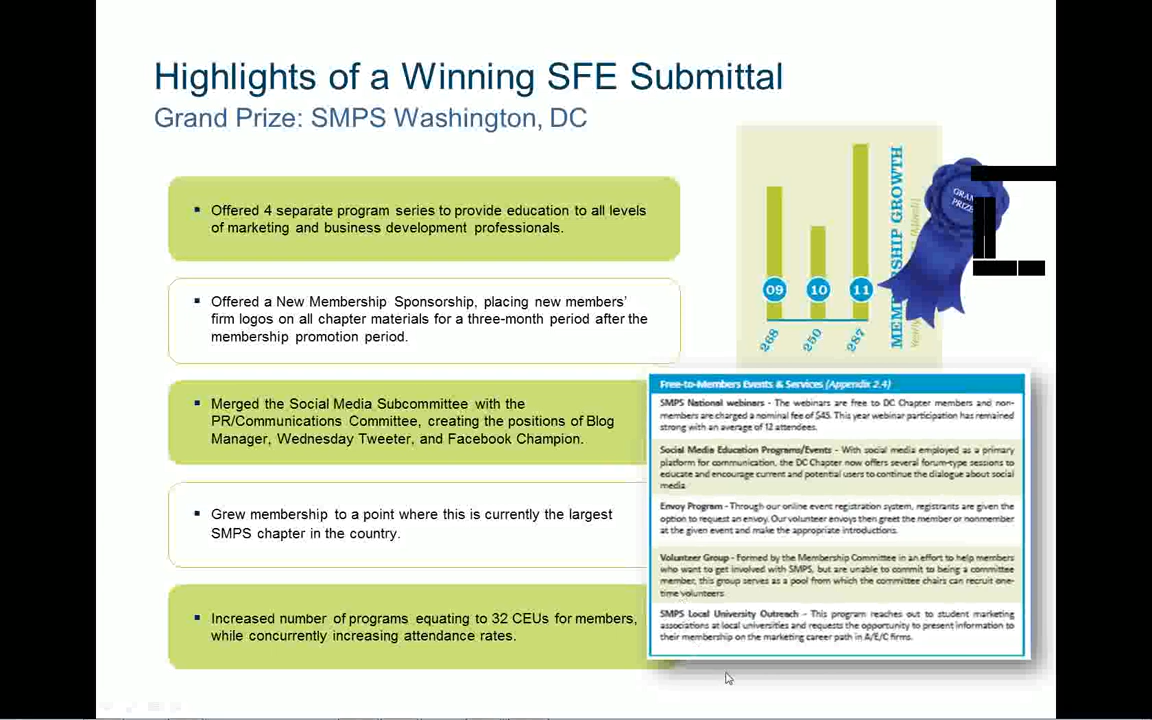 Highlights of a Winning SFE Submittal
Grand Prize: SMPS Washington, DC
Offered 4 separate program series to provide education to all levels
of marketing and business development professionals.
Offered a New Membership Sponsorship, placing new members'
firm logos on all chapter materials for a three-month period after the
membership promotion period.
Merged the Social Media Subcommittee with the
PR/Communications Committee, creating the positions of Blog
Manager, Wednesday Tweeter, and Facebook Champion.
Grew membership to a point where this is currently the largest
SMPS chapter in the country.
Increased number of programs equating to 32 CEUs for members,
while concurrently increasing attendance rates.
09 10 11
268 250 287
MEMBERSHIP GROWTH
GRAND
PRIZE
Free-to-Members Events & Services (Appendix 2.4)
SMPS National webinars - The webinars are free to DC Chapter members and non-
members are charged a nominal fee of $45. This year webinar participation has remained
strong with an average of 12 attendees.
Social Media Education Programs/Events - With social media employed as a primary
platform for communication, the DC Chapter now offers several forum-type sessions to
educate and encourage current and potential users to continue the dialogue about social
media.
Envoy Program - Through our online event registration system, registrants are given the
option to request an envoy. Our volunteer envoys then greet the member or nonmember
at the given event and make the appropriate introductions.
Volunteer Group - Formed by the Membership Committee in an effort to help members
who want to get involved with SMPS, but are unable to commit to being a committee
member, this group serves as a pool from which the committee chairs can recruit one-
time volunteers.
SMPS Local University Outreach - This program reaches out to student marketing
associations at local universities and requests the opportunity to present information to
their membership on the marketing career path in A/E/C firms.